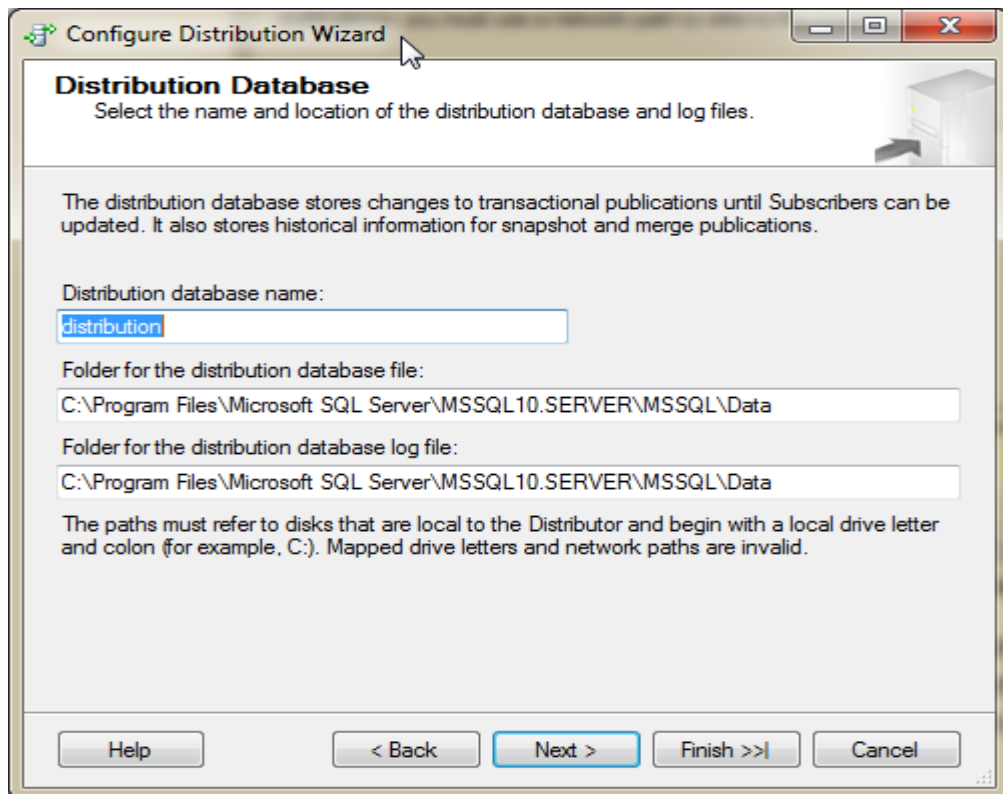 Configure Distribution Wizard
Distribution Database
Select the name and location of the distribution database and log files.
The distribution database stores changes to transactional publications until Subscribers can be
updated. It also stores historical information for snapshot and merge publications.
Distribution database name:
distribution
Folder for the distribution database file:
C:\Program Files\Microsoft SQL Server\MSSQL10.SERVER\MSSQL\Data
Folder for the distribution database log file:
C:\Program Files\Microsoft SQL Server\MSSQL10.SERVER\MSSQL\Data
The paths must refer to disks that are local to the Distributor and begin with a local drive letter
and colon (for example, C:). Mapped drive letters and network paths are invalid.
Help < Back Next > Finish >>| Cancel